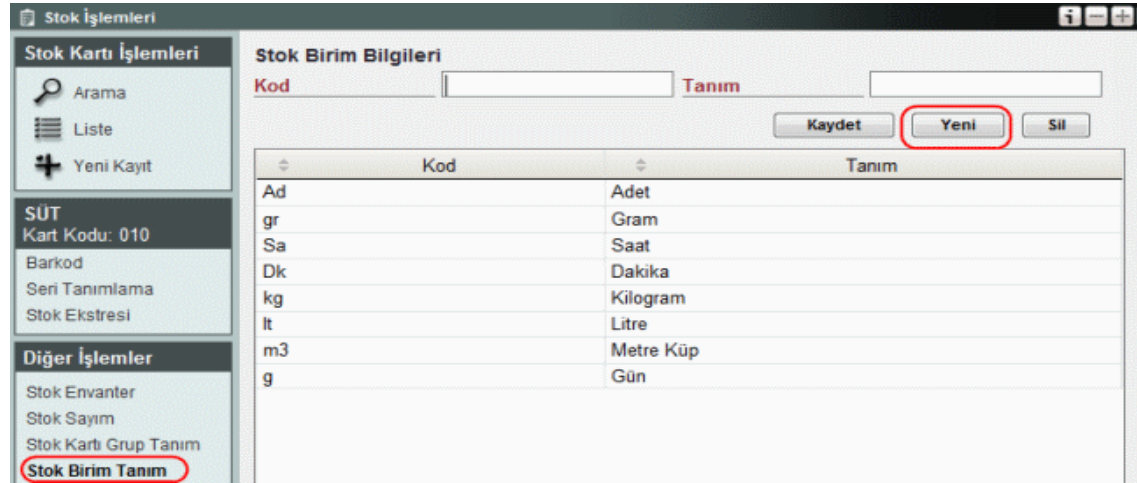 Stok İşlemleri
Stok Kartı İşlemleri
Arama
Liste
Yeni Kayıt
SÜT
Kart Kodu: 010
Barkod
Seri Tanımlama
Stok Ekstresi
Diğer İşlemler
Stok Envanter
Stok Sayım
Stok Kartı Grup Tanım
Stok Birim Tanım
Stok Birim Bilgileri
Kod Tanım
Kaydet Yeni Sil
Kod Tanım
Ad Adet
gr Gram
Sa Saat
Dk Dakika
kg Kilogram
lt Litre
m3 Metre Küp
g Gün